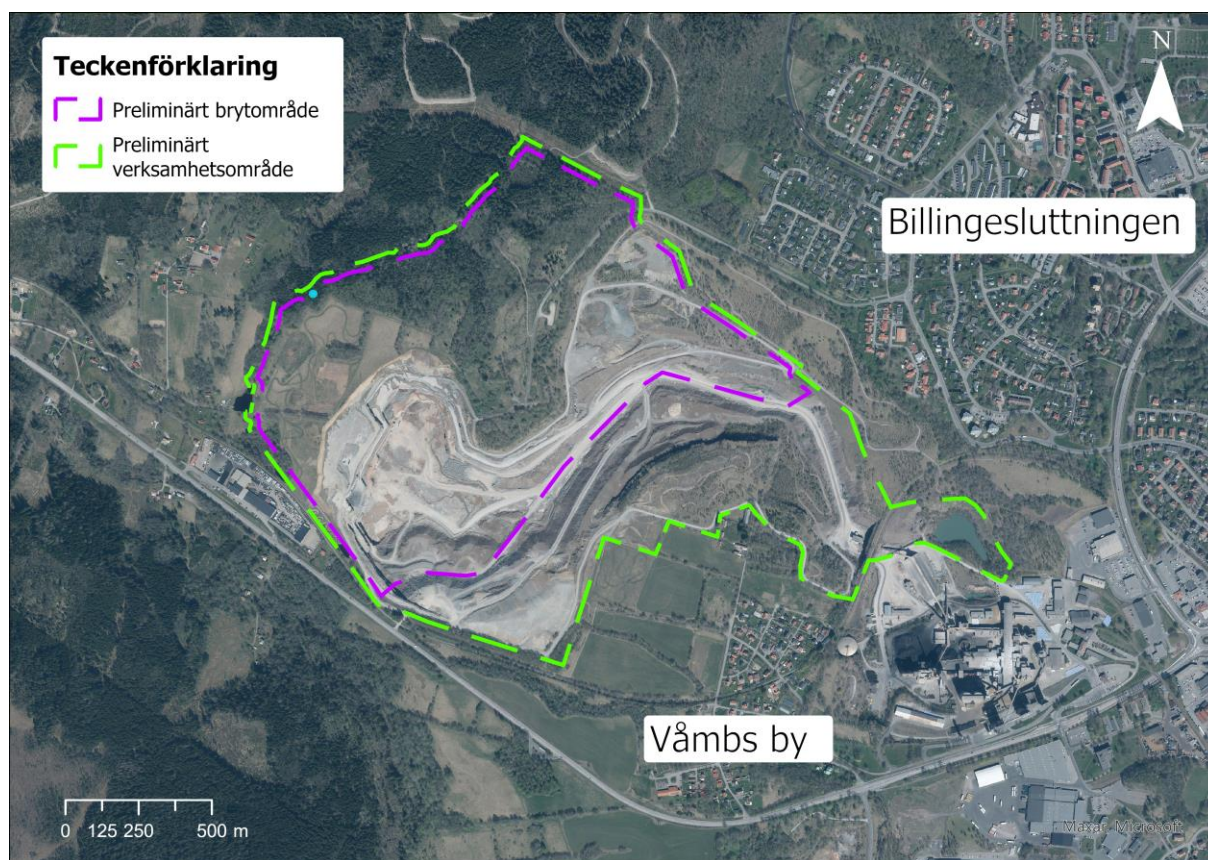 Teckenförklaring
Preliminärt brytområde
Preliminärt
verksamhetsområde
N
Billingesluttningen
Våmbs by
0 125 250 500 m
Maxar, Microsoft